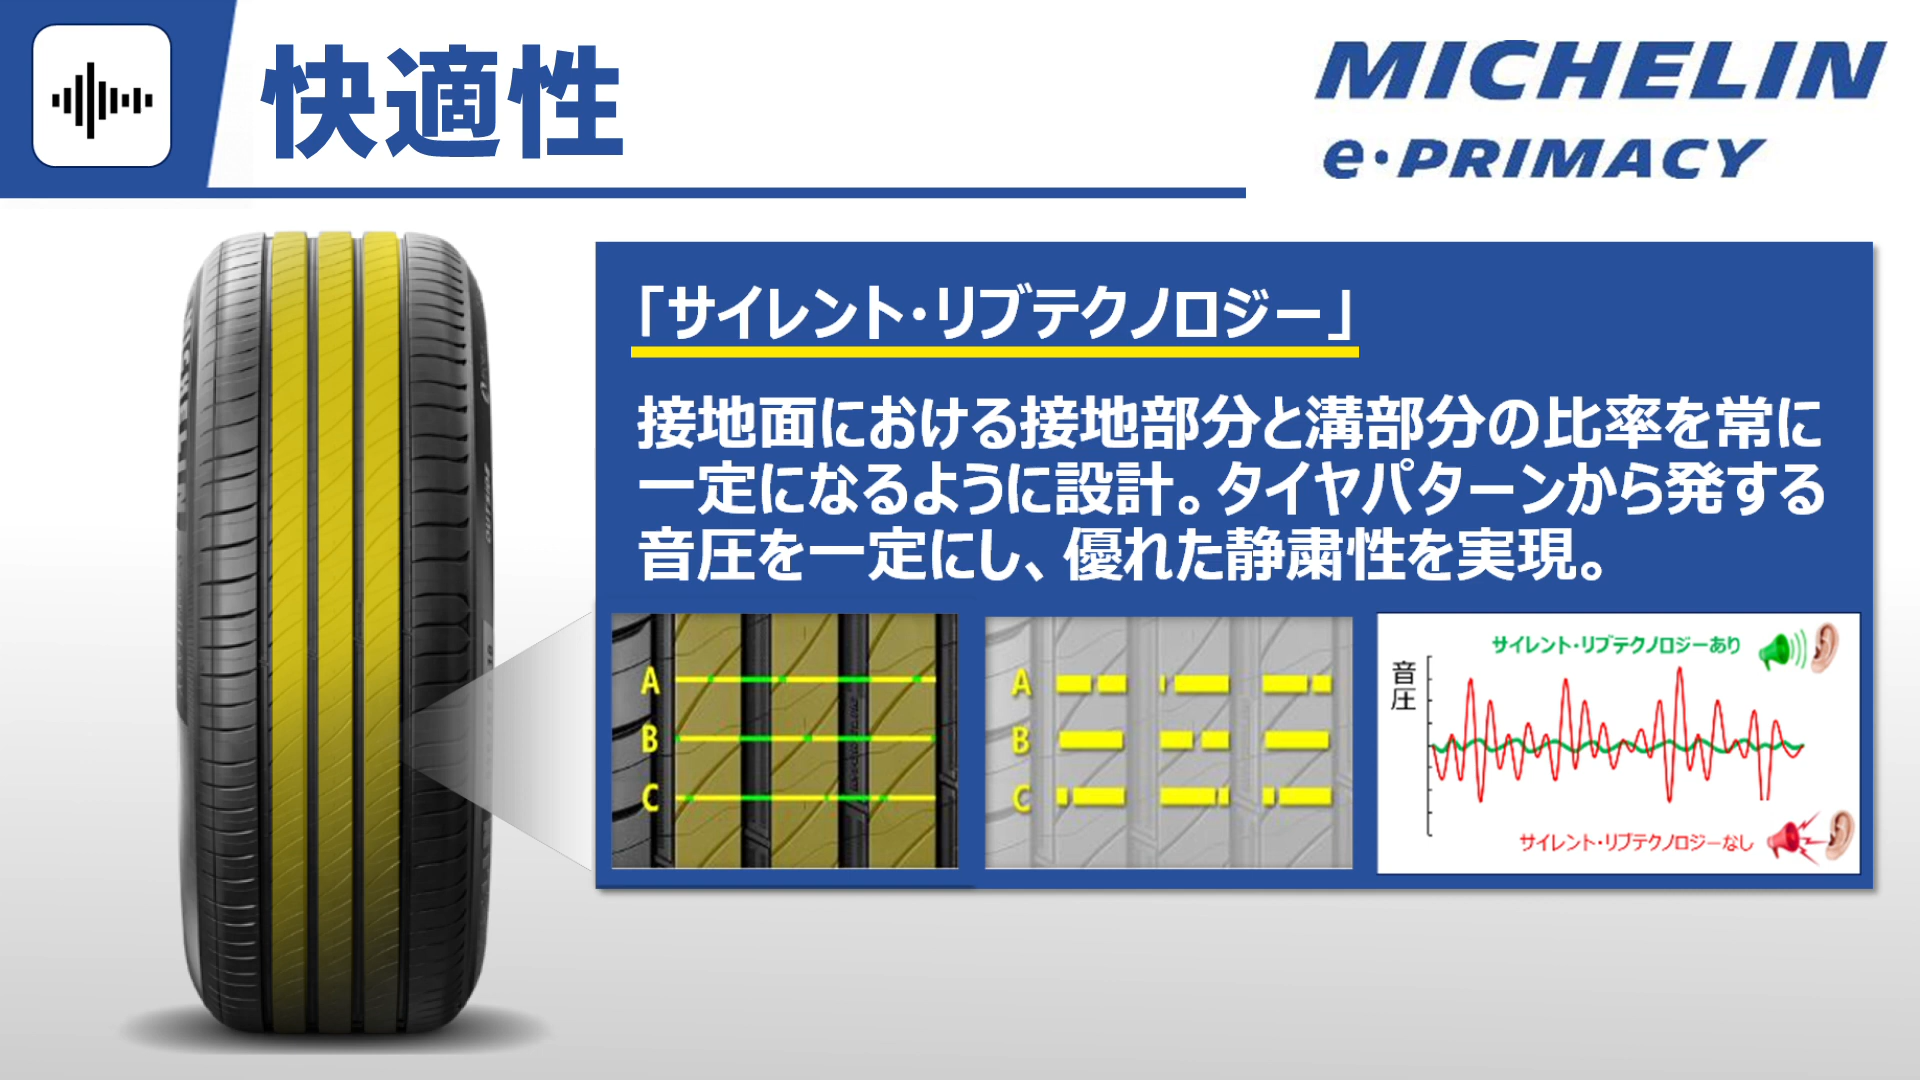 快適性
MICHELIN
e・PRIMACY
「サイレント・リブテクノロジー」
接地面における接地部分と溝部分の比率を常に
一定になるように設計。タイヤパターンから発する
音圧を一定にし、優れた静粛性を実現。
A
B
C
A
B
C
サイレント・リブテクノロジーあり
音圧
サイレント・リブテクノロジーなし